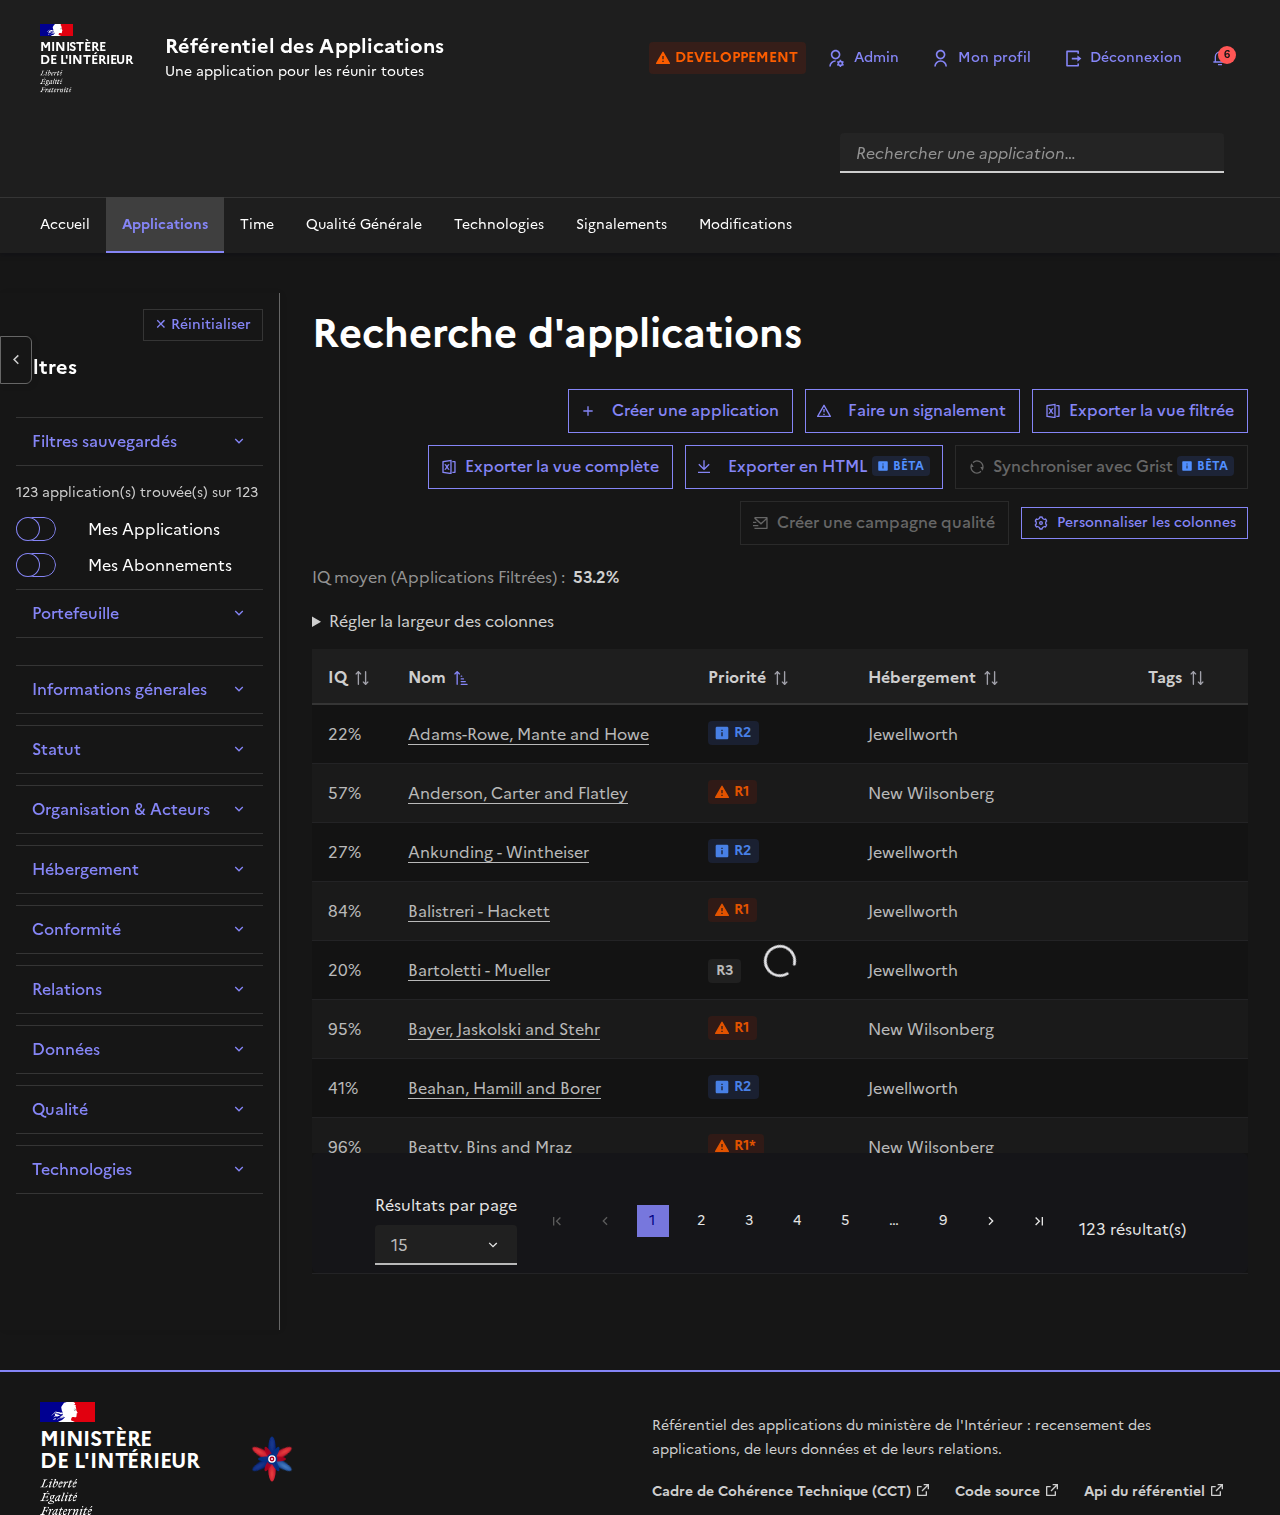 MINISTÈRE
DE L'INTÉRIEUR
Liberté
Égalité
Fraternité
Référentiel des Applications
Une application pour les réunir toutes
DEVELOPPEMENT
Admin
Mon profil
Déconnexion
6
Rechercher une application…
Accueil
Applications
Time
Qualité Générale
Technologies
Signalements
Modifications
Réinitialiser
ltres
Filtres sauvegardés
123 application(s) trouvée(s) sur 123
Mes Applications
Mes Abonnements
Portefeuille
Informations génerales
Statut
Organisation & Acteurs
Hébergement
Conformité
Relations
Données
Qualité
Technologies
Recherche d'applications
Créer une application
Faire un signalement
Exporter la vue filtrée
Exporter la vue complète
Exporter en HTML BÊTA
Synchroniser avec Grist BÊTA
Créer une campagne qualité
Personnaliser les colonnes
IQ moyen (Applications Filtrées) : 53.2%
Régler la largeur des colonnes
IQ Nom Priorité Hébergement Tags
22% Adams-Rowe, Mante and Howe R2 Jewellworth
57% Anderson, Carter and Flatley R1 New Wilsonberg
27% Ankunding - Wintheiser R2 Jewellworth
84% Balistreri - Hackett R1 Jewellworth
20% Bartoletti - Mueller R3 Jewellworth
95% Bayer, Jaskolski and Stehr R1 New Wilsonberg
41% Beahan, Hamill and Borer R2 Jewellworth
96% Beatty, Bins and Mraz R1* New Wilsonberg
Résultats par page
15
1 2 3 4 5 … 9
123 résultat(s)
MINISTÈRE
DE L'INTÉRIEUR
Liberté
Égalité
Fraternité
Référentiel des applications du ministère de l'Intérieur : recensement des
applications, de leurs données et de leurs relations.
Cadre de Cohérence Technique (CCT)
Code source
Api du référentiel